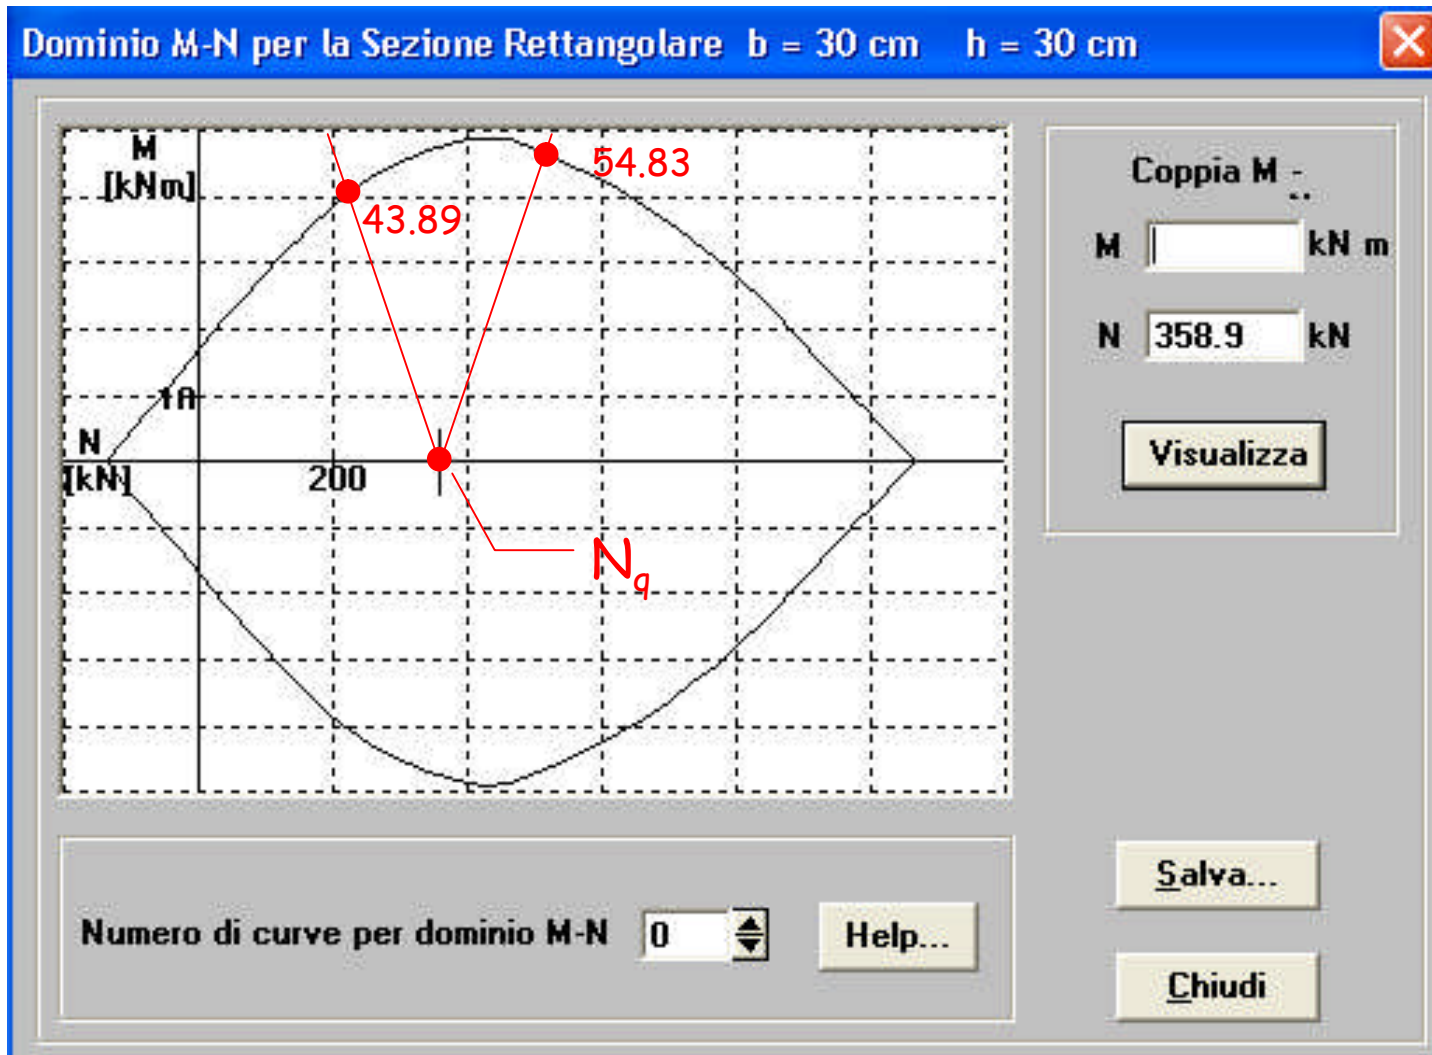 Dominio M-N per la Sezione Rettangolare b = 30 cm h = 30 cm
M
[kNm]
54.83
43.89
10
N
[kN]
200
Nq
Coppia M -
M kN m
N 358.9 kN
Visualizza
Numero di curve per dominio M-N 0 Help...
Salva...
Chiudi